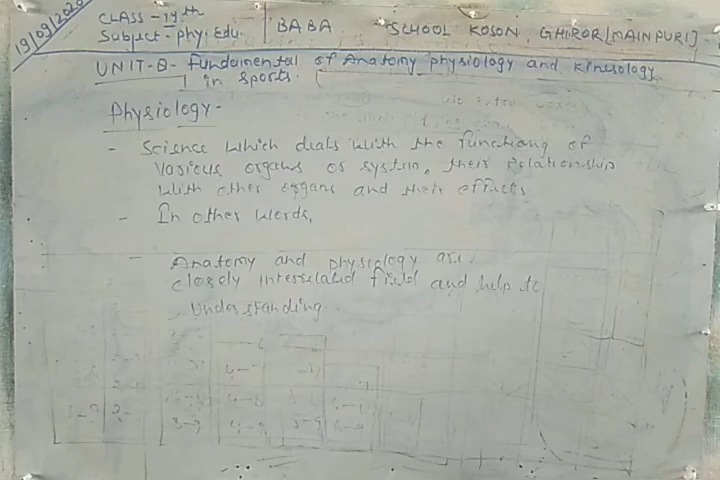 19/09/2020
CLASS - 11th
Subject - Phy. Edu.
BABA SCHOOL KOSON, GHIROR [MAINPURI]
UNIT-8- Fundamental of Anatomy physiology and kinesology
in sports.
Physiology -
- Science which deals with the functiong of
various organs or system, their relationship
with other organs and their effects
- In other words,
- Anatomy and physiology are
closely interrelated field and help to
Understanding